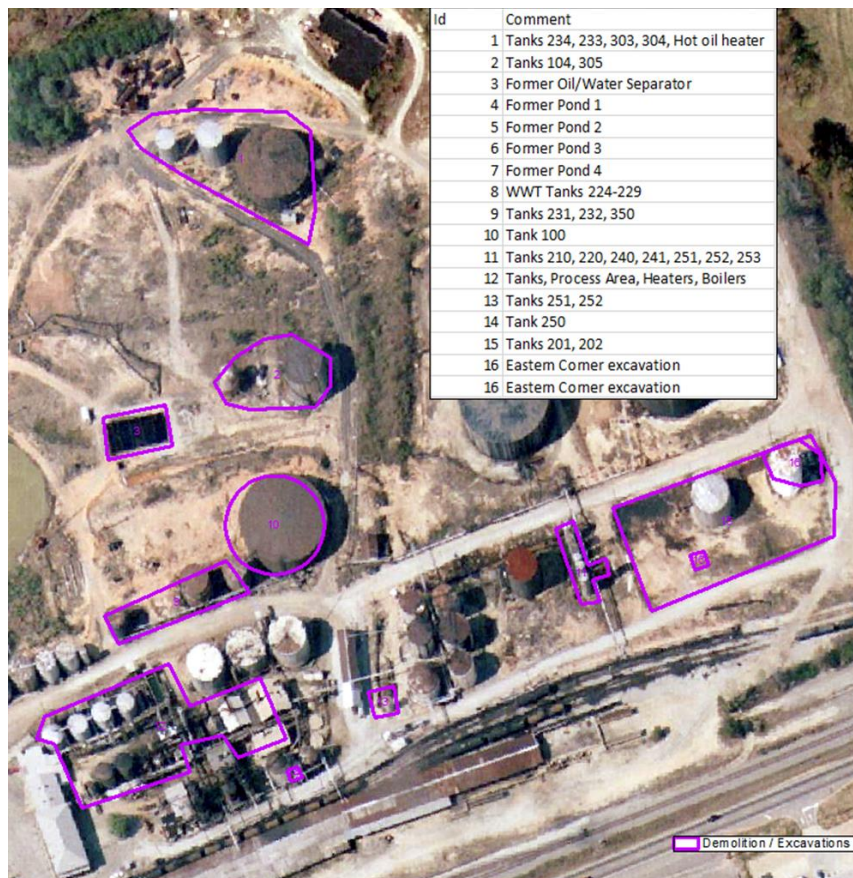 Id Comment
1 Tanks 234, 233, 303, 304, Hot oil heater
2 Tanks 104, 305
3 Former Oil/Water Separator
4 Former Pond 1
5 Former Pond 2
6 Former Pond 3
7 Former Pond 4
8 WWT Tanks 224-229
9 Tanks 231, 232, 350
10 Tank 100
11 Tanks 210, 220, 240, 241, 251, 252, 253
12 Tanks, Process Area, Heaters, Boilers
13 Tanks 251, 252
14 Tank 250
15 Tanks 201, 202
16 Eastern Corner excavation
16 Eastern Corner excavation
1
2
3
16
10
Demolition / Excavations